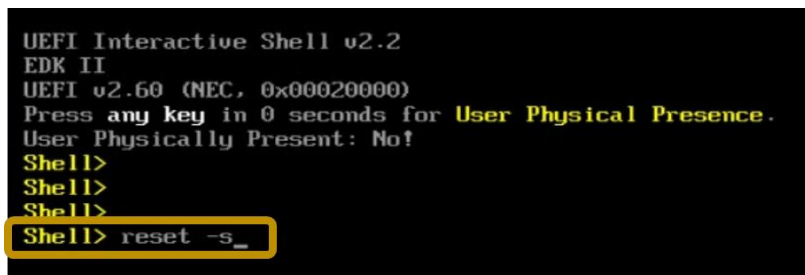 UEFI Interactive Shell v2.2
EDK II
UEFI v2.60 (NEC, 0x00020000)
Press any key in 0 seconds for User Physical Presence.
User Physically Present: No!
Shell>
Shell>
Shell>
Shell> reset -s_